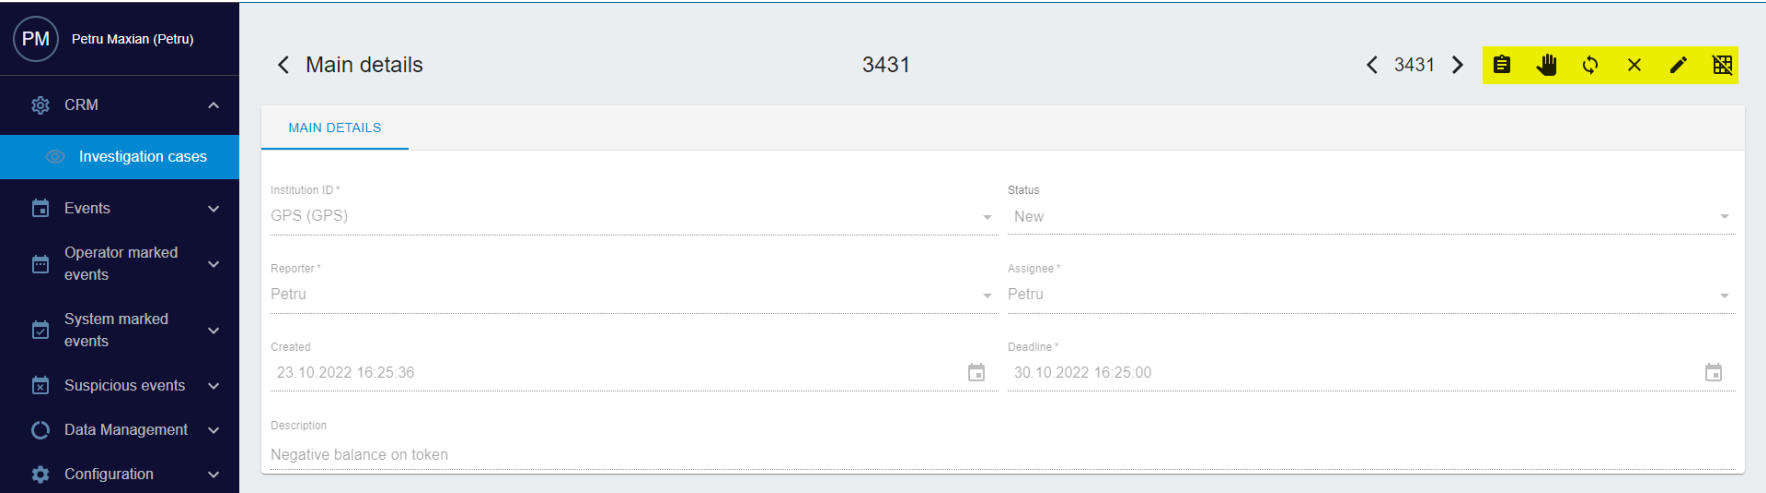 PM
Petru Maxian (Petru)
CRM
Investigation cases
Events
Operator marked
events
System marked
events
Suspicious events
Data Management
Configuration
Main details
3431
3431
MAIN DETAILS
Institution ID *
GPS (GPS)
Status
New
Reporter *
Petru
Assignee *
Petru
Created
23.10.2022 16:25:36
Deadline *
30.10.2022 16:25:00
Description
Negative balance on token